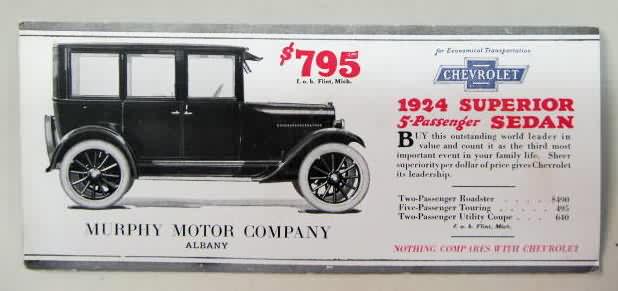 $795
f. o. b. Flint, Mich.
MURPHY MOTOR COMPANY
ALBANY
for Economical Transportation
CHEVROLET
1924 SUPERIOR
5-Passenger SEDAN
BUY this outstanding world leader in
value and count it as the third most
important event in your family life. Sheer
superiority per dollar of price gives Chevrolet
its leadership.
Two-Passenger Roadster . . . . $490
Five-Passenger Touring . . . . 495
Two-Passenger Utility Coupe . . 640
f. o. b. Flint, Mich.
NOTHING COMPARES WITH CHEVROLET